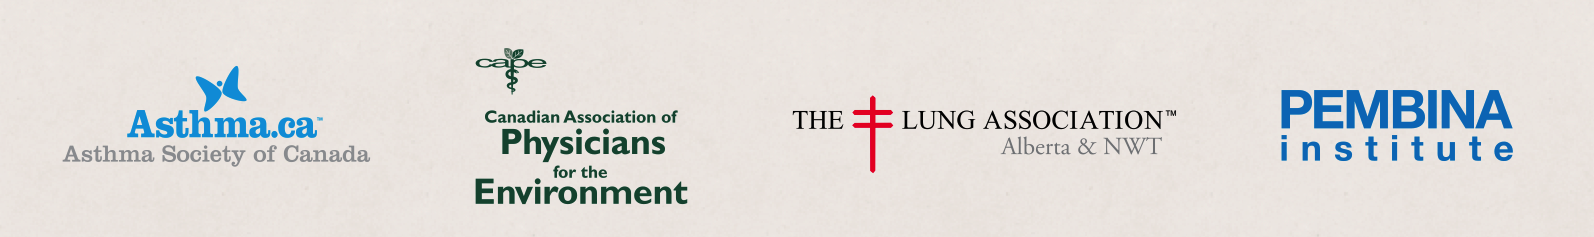 Asthma.ca™
Asthma Society of Canada
cape
Canadian Association of
Physicians
for the
Environment
THE LUNG ASSOCIATION™
Alberta & NWT
PEMBINA
institute